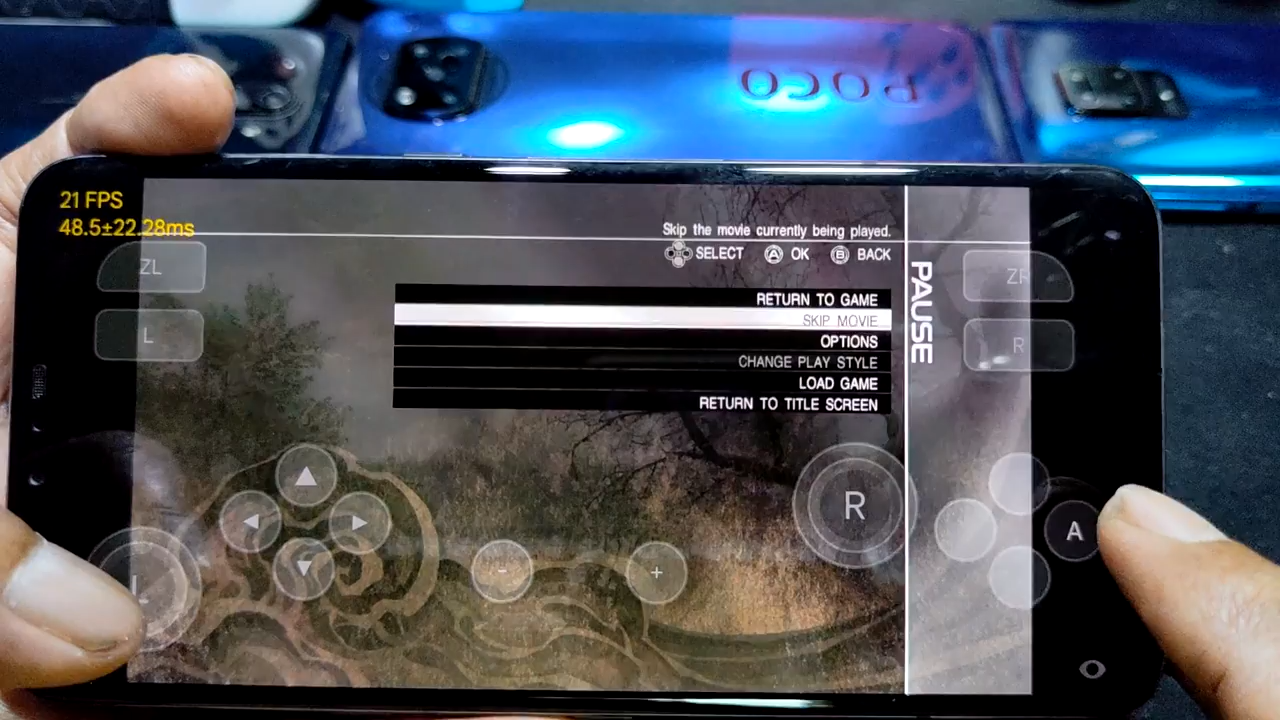 POCO
21 FPS
48.5±22.28ms
Skip the movie currently being played.
SELECT A OK B BACK
ZL
L
ZR
R
PAUSE
RETURN TO GAME
SKIP MOVIE
OPTIONS
CHANGE PLAY STYLE
LOAD GAME
RETURN TO TITLE SCREEN
R
L
-
+
A